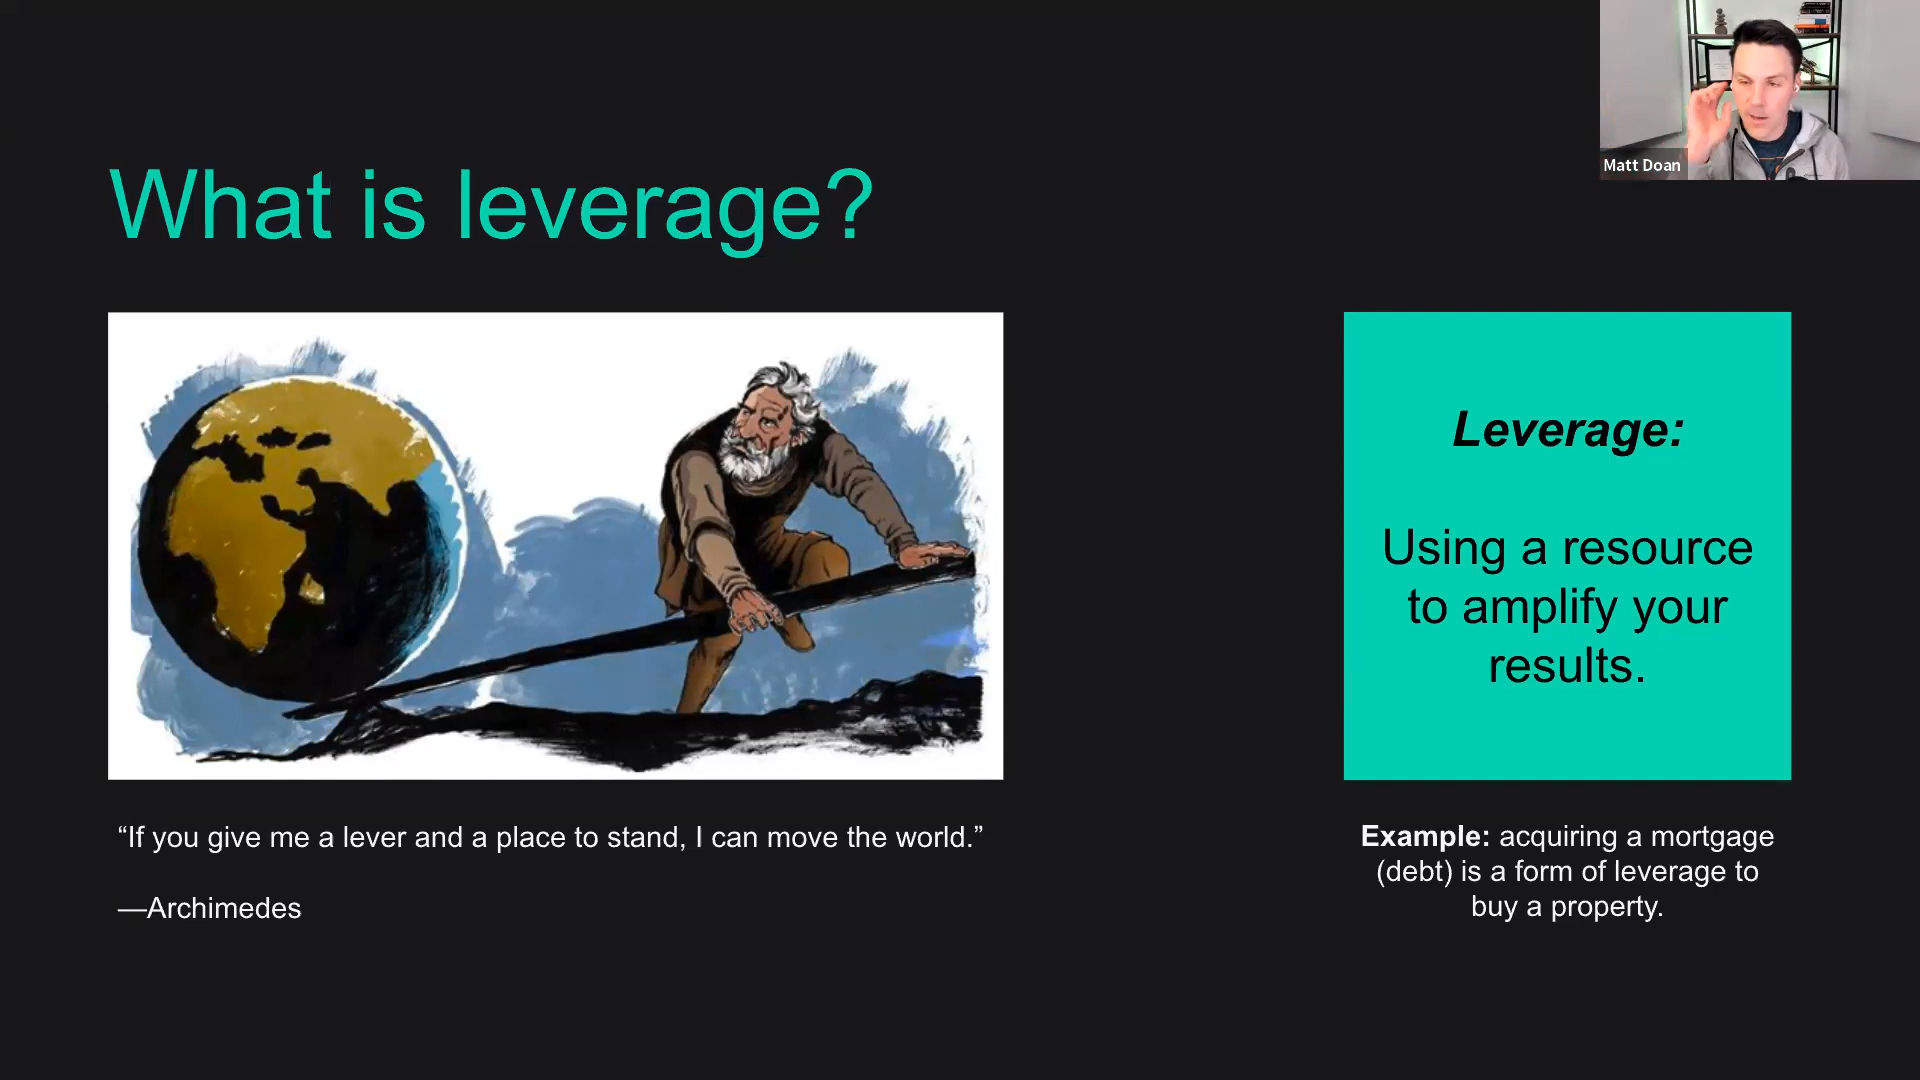 Matt Doan
What is leverage?
Leverage:
Using a resource
to amplify your
results.
“If you give me a lever and a place to stand, I can move the world.”
—Archimedes
Example: acquiring a mortgage
(debt) is a form of leverage to
buy a property.